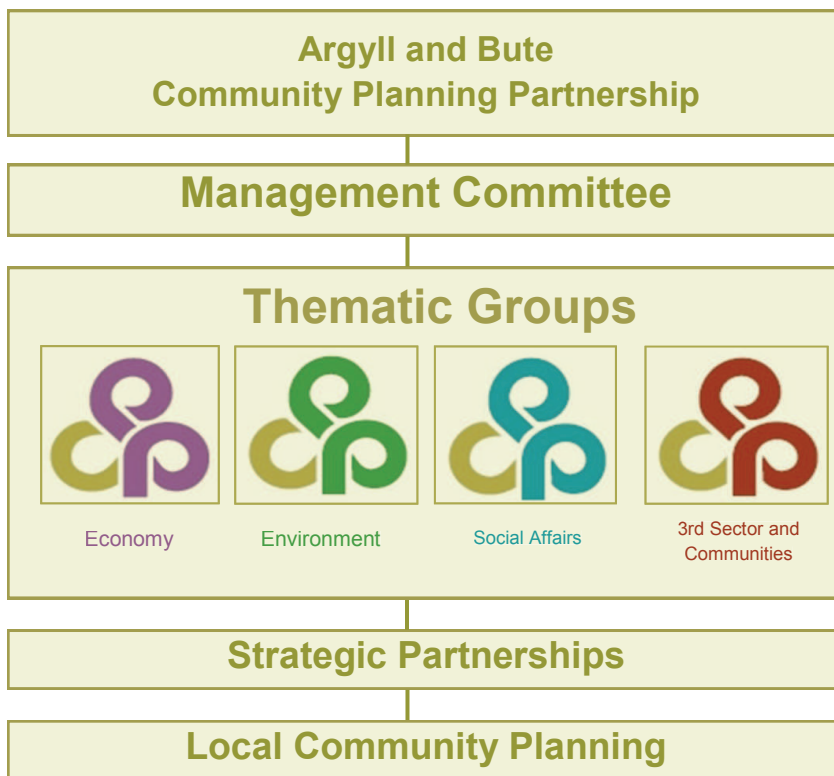 Argyll and Bute
Community Planning Partnership
Management Committee
Thematic Groups
Economy
Environment
Social Affairs
3rd Sector and
Communities
Strategic Partnerships
Local Community Planning